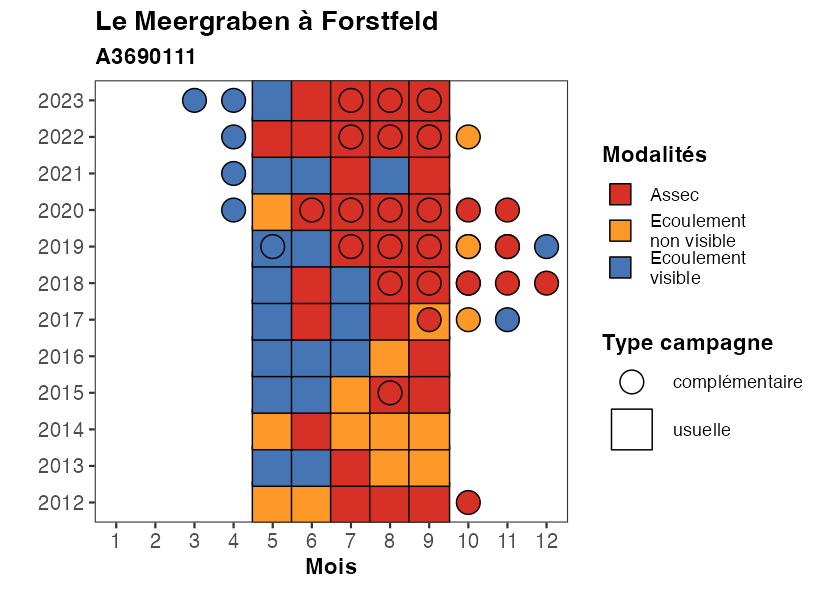 Le Meergraben à Forstfeld
A3690111
2023
2022
2021
2020
2019
2018
2017
2016
2015
2014
2013
2012
1 2 3 4 5 6 7 8 9 10 11 12
Mois
Modalités
Assec
Ecoulement
non visible
Ecoulement
visible
Type campagne
complémentaire
usuelle